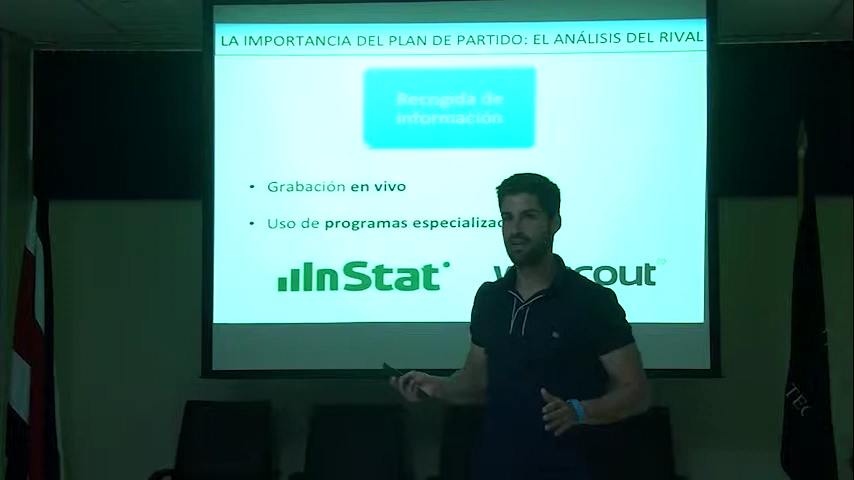 LA IMPORTANCIA DEL PLAN DE PARTIDO: EL ANÁLISIS DEL RIVAL
Recogida de
información
• Grabación en vivo
• Uso de programas
InStat
TEC